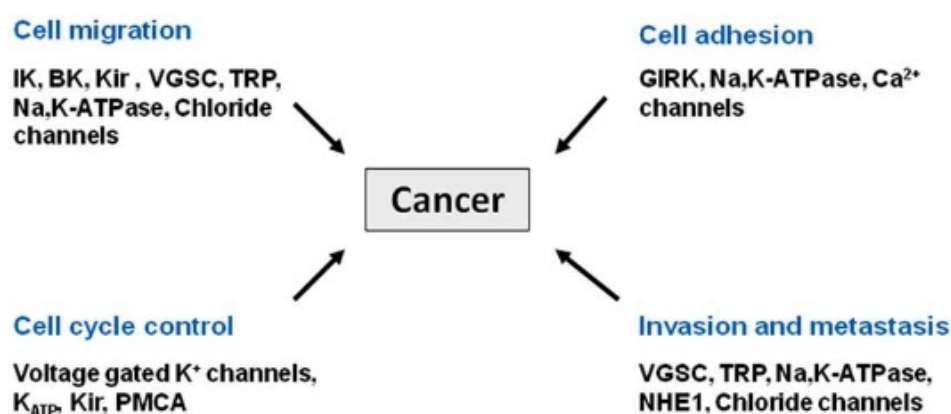 Cell migration
IK, BK, Kir , VGSC, TRP,
Na,K-ATPase, Chloride
channels
Cell adhesion
GIRK, Na,K-ATPase, Ca²⁺
channels
Cancer
Cell cycle control
Voltage gated K⁺ channels,
K_ATP, Kir, PMCA
Invasion and metastasis
VGSC, TRP, Na,K-ATPase,
NHE1, Chloride channels